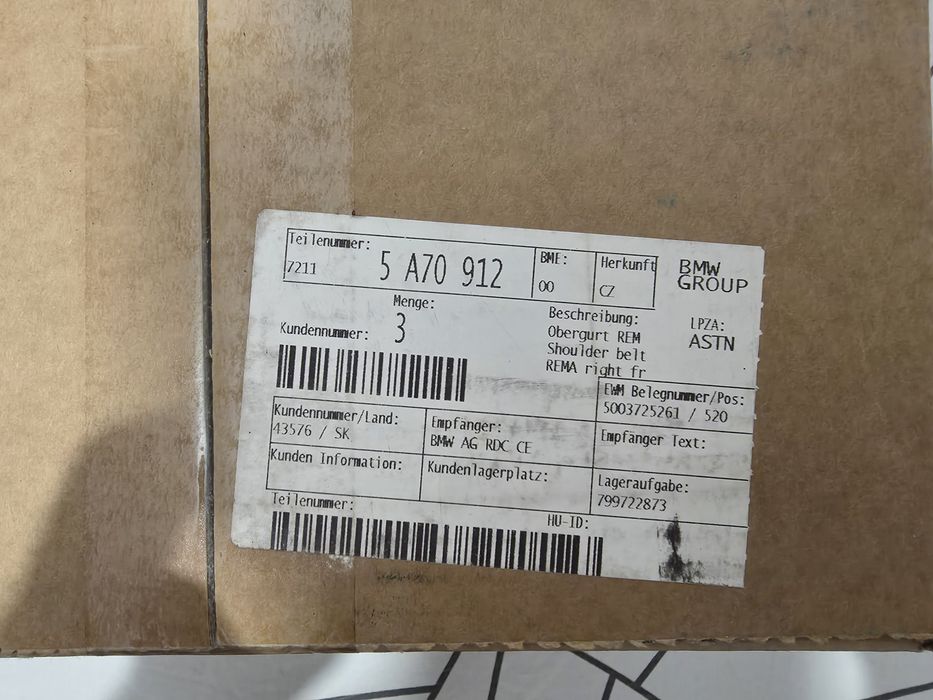 Teilenummer:
7211 5 A70 912
BME:
00
Herkunft
CZ
BMW
GROUP
Menge:
3
Kundennummer:
Beschreibung:
Obergurt REM
Shoulder belt
REMA right fr
LPZA:
ASTN
EWM Belegnummer/Pos:
5003725261 / 520
Kundennummer/Land:
43576 / SK
Empfänger:
BMW AG RDC CE
Empfänger Text:
Kunden Information:
Kundenlagerplatz:
Lageraufgabe:
799722873
Teilenummer:
HU-ID: